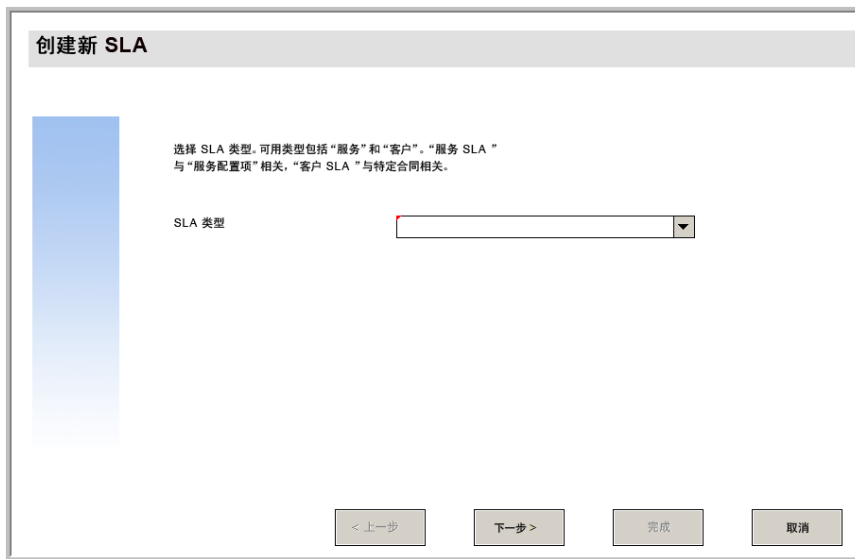 创建新 SLA
选择 SLA 类型。可用类型包括“服务”和“客户”。“服务 SLA ”
与“服务配置项”相关，“客户 SLA ”与特定合同相关。
SLA 类型
< 上一步
下一步 >
完成
取消